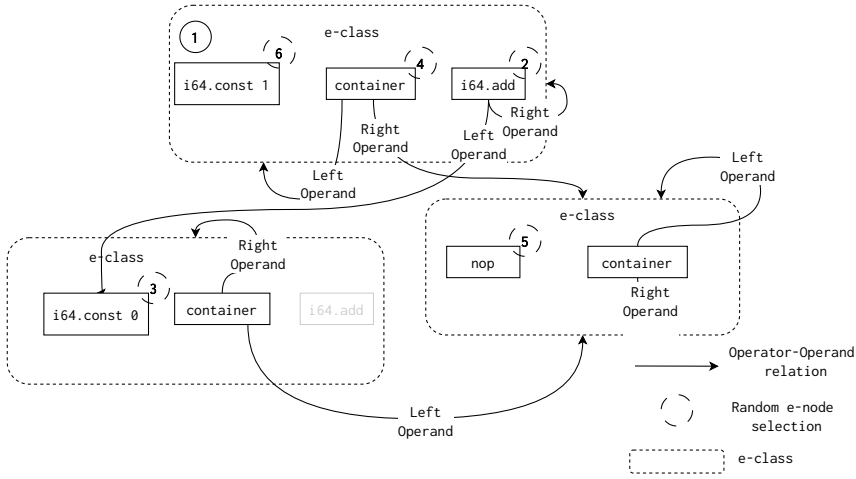 1
e-class
6
4
2
i64.const 1
container
i64.add
Right
Operand
Right
Operand
Left
Operand
Left
Operand
Left
Operand
e-class
5
nop
container
Right
Operand
e-class
Right
Operand
3
i64.const 0
container
i64.add
Left
Operand
Operator-Operand
relation
Random e-node
selection
e-class